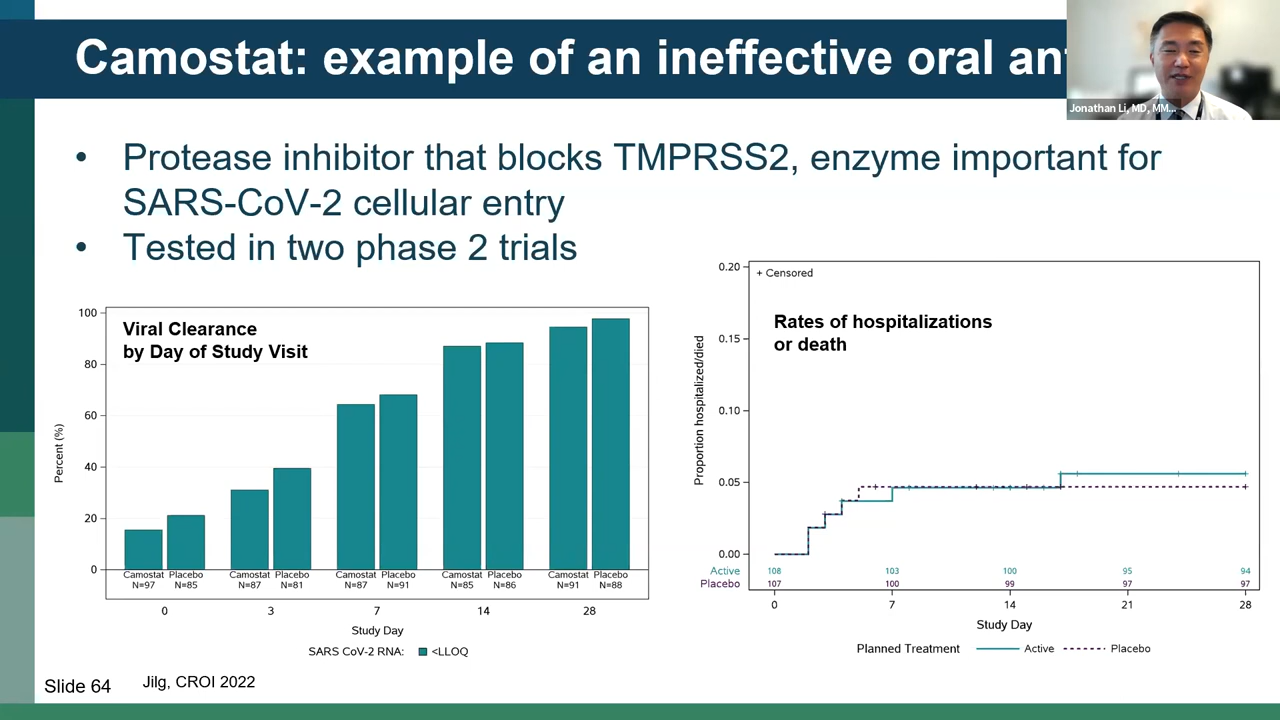 Camostat: example of an ineffective oral an
Jonathan Li, MD, MM...
• Protease inhibitor that blocks TMPRSS2, enzyme important for
SARS-CoV-2 cellular entry
• Tested in two phase 2 trials
Viral Clearance
by Day of Study Visit
Percent (%)
100
80
60
40
20
0
Camostat Placebo Camostat Placebo Camostat Placebo Camostat Placebo Camostat Placebo
N=97 N=85 N=87 N=81 N=87 N=91 N=85 N=86 N=91 N=88
0 3 7 14 28
Study Day
SARS CoV-2 RNA: <LLOQ
+ Censored
Rates of hospitalizations
or death
Proportion hospitalized/died
0.20
0.15
0.10
0.05
0.00
Active 108 103 100 95 94
Placebo 107 100 99 97 97
0 7 14 21 28
Study Day
Planned Treatment Active Placebo
Slide 64
Jilg, CROI 2022